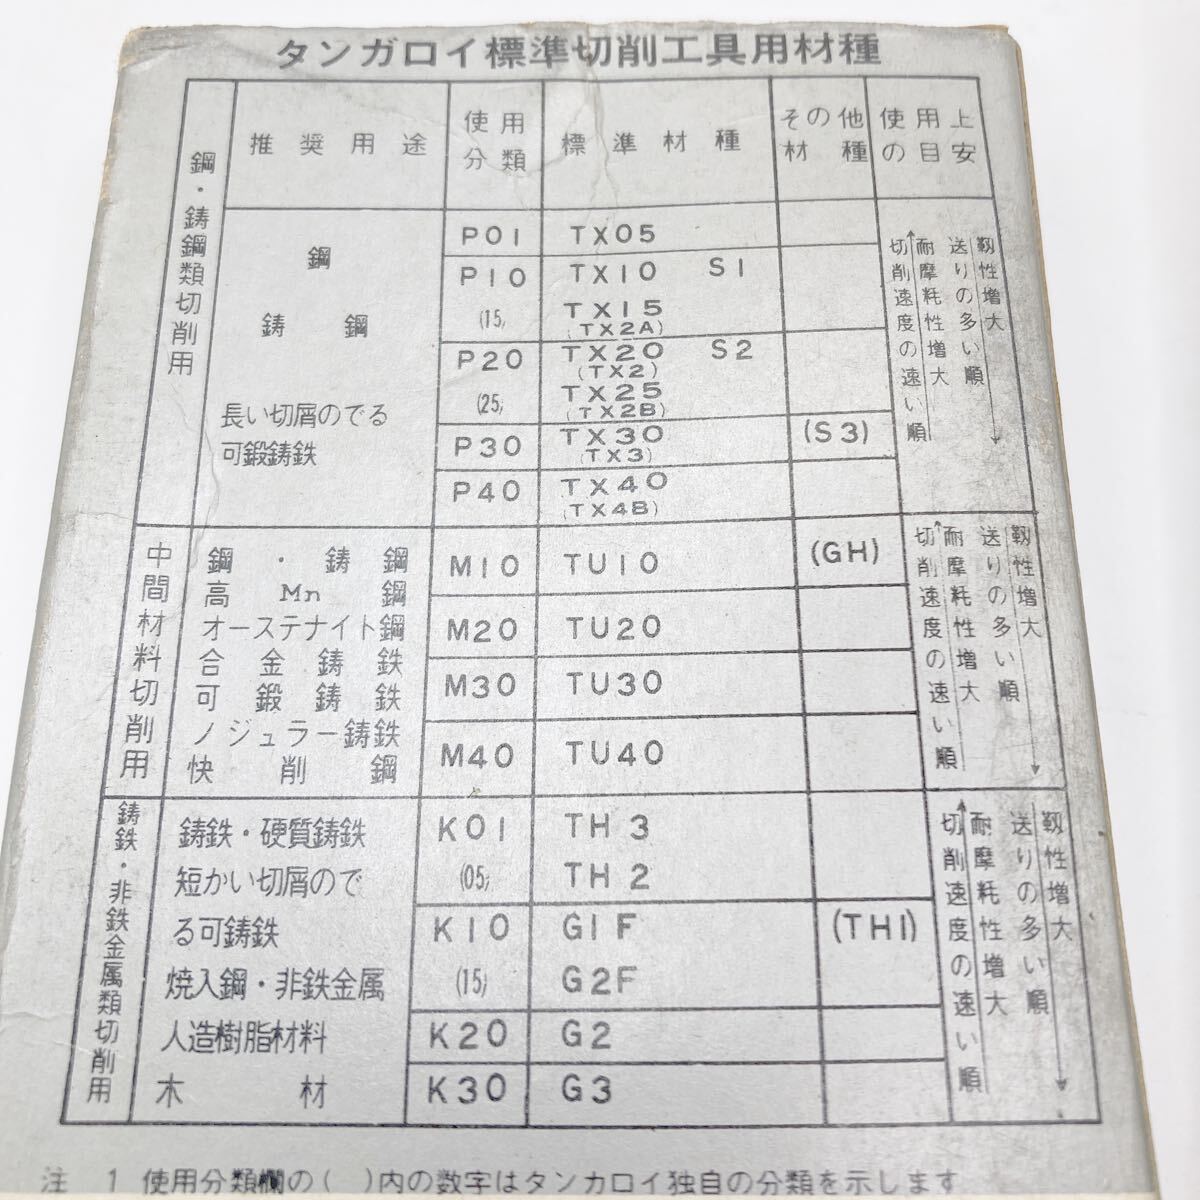 タンガロイ標準切削工具用材種
推奨用途 使用分類 標準材種 その他材種 使用上の目安
鋼・鋳鋼類切削用
鋼
鋳鋼
長い切屑のでる
可鍛鋳鉄
P01 TX05
P10 TX10 S1
(15) TX15
(TX2A)
P20 TX20 S2
(TX2)
(25) TX25
(TX2B)
P30 TX30 (S3)
(TX3)
P40 TX40
(TX4B)
切削速度の速い順
耐摩耗性増大
送りの多い順
靱性増大
中間材料切削用
鋼・鋳鋼
高Mn鋼
オーステナイト鋼
合金鋳鉄
可鍛鋳鉄
ノジュラー鋳鉄
快削鋼
M10 TU10 (GH)
M20 TU20
M30 TU30
M40 TU40
切削速度の速い順
耐摩耗性増大
送りの多い順
靱性増大
鋳鉄・非鉄金属類切削用
鋳鉄・硬質鋳鉄
短かい切屑ので
る可鋳鉄
焼入鋼・非鉄金属
人造樹脂材料
木材
K01 TH3
(05) TH2
K10 G1F (TH1)
(15) G2F
K20 G2
K30 G3
切削速度の速い順
耐摩耗性増大
送りの多い順
靱性増大
注 1 使用分類欄の( )内の数字はタンカロイ独自の分類を示します